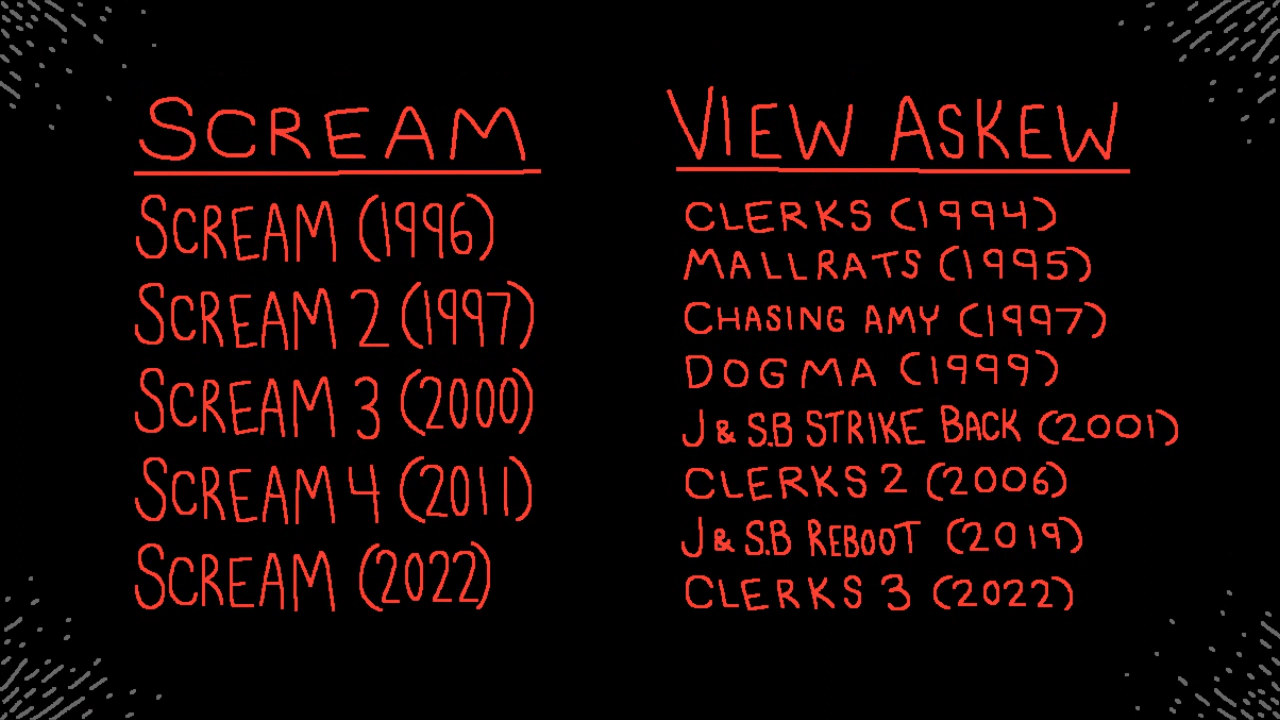 SCREAM
SCREAM (1996)
SCREAM 2 (1997)
SCREAM 3 (2000)
SCREAM 4 (2011)
SCREAM (2022)
VIEW ASKEW
CLERKS (1994)
MALLRATS (1995)
CHASING AMY (1997)
DOGMA (1999)
J & S.B STRIKE BACK (2001)
CLERKS 2 (2006)
J & S.B REBOOT (2019)
CLERKS 3 (2022)